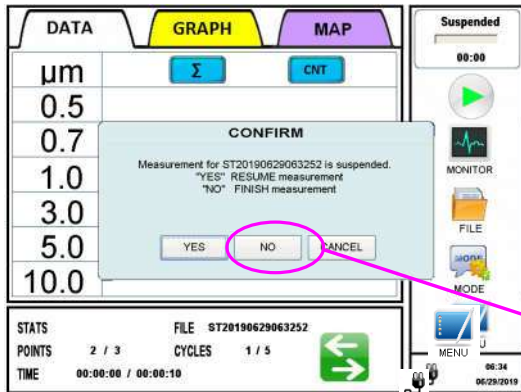 DATA
GRAPH
MAP
µm
Σ
CNT
0.5
0.7
1.0
3.0
5.0
10.0
CONFIRM
Measurement for ST20190629063252 is suspended.
"YES" RESUME measurement
"NO" FINISH measurement
YES
NO
CANCEL
STATS
FILE ST20190629063252
POINTS 2 / 3
CYCLES 1 / 5
TIME 00:00:00 / 00:00:10
Suspended
00:00
MONITOR
FILE
MODE
MENU
06:34
06/29/2019